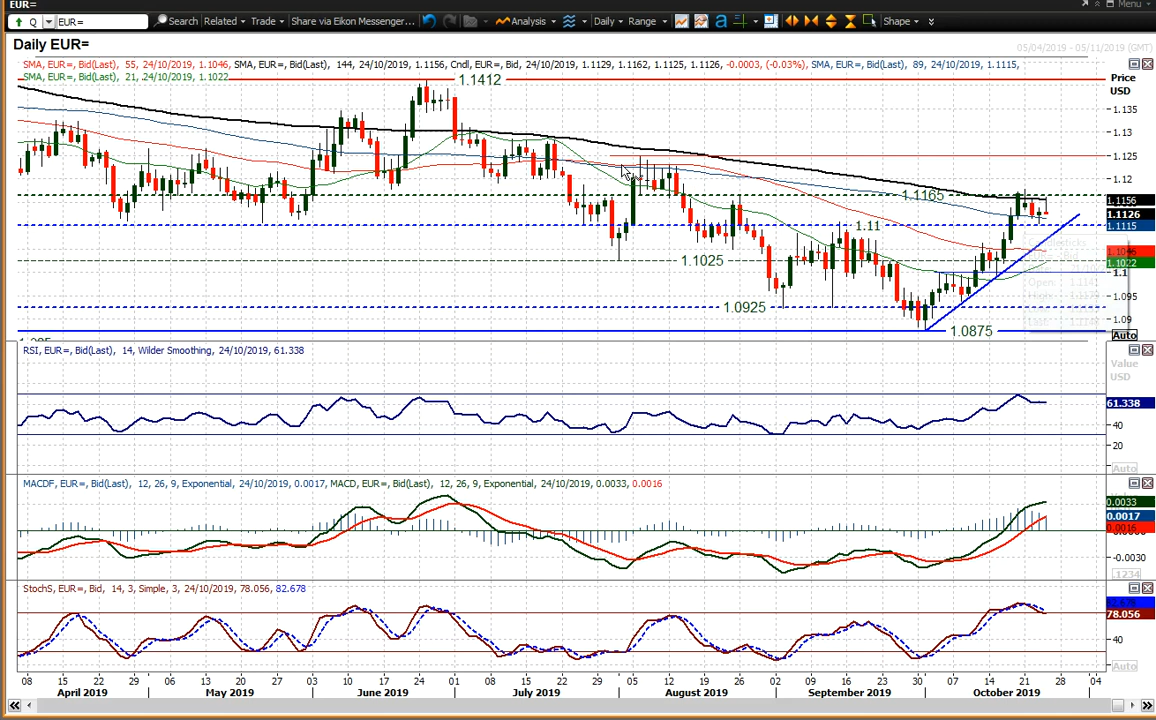 EUR=
Menu
Q EUR= Search Related Trade Share via Eikon Messenger... Analysis Daily Range a Shape
Daily EUR=
05/04/2019 - 05/11/2019 (GMT)
SMA, EUR=, Bid(Last), 55, 24/10/2019, 1.1046, SMA, EUR=, Bid(Last), 144, 24/10/2019, 1.1156, Cndl, EUR=, Bid, 24/10/2019, 1.1129, 1.1162, 1.1125, 1.1126, -0.0003, (-0.03%), SMA, EUR=, Bid(Last), 89, 24/10/2019, 1.1115,
SMA, EUR=, Bid(Last), 21, 24/10/2019, 1.1022
Price
USD
1.1412
1.135
1.13
1.125
1.12
1.1165
1.1156
1.1126
1.11
1.1115
1.1046
1.1025
1.1022
1.1
1.095
1.0925
1.09
1.0875
Auto
RSI, EUR=, Bid(Last), 14, Wilder Smoothing, 24/10/2019, 61.338
Value
USD
61.338
40
20
Auto
MACDF, EUR=, Bid(Last), 12, 26, 9, Exponential, 24/10/2019, 0.0017, MACD, EUR=, Bid(Last), 12, 26, 9, Exponential, 24/10/2019, 0.0033, 0.0016
0.0033
0.0017
0.0016
-0.0030
.1234
StochS, EUR=, Bid, 14, 3, Simple, 3, 24/10/2019, 78.056, 82.678
82.678
78.056
40
Auto
08 15 22 29 06 13 20 27 03 10 17 24 01 08 15 22 29 05 12 19 26 02 09 16 23 30 07 14 21 28 04
April 2019 May 2019 June 2019 July 2019 August 2019 September 2019 October 2019